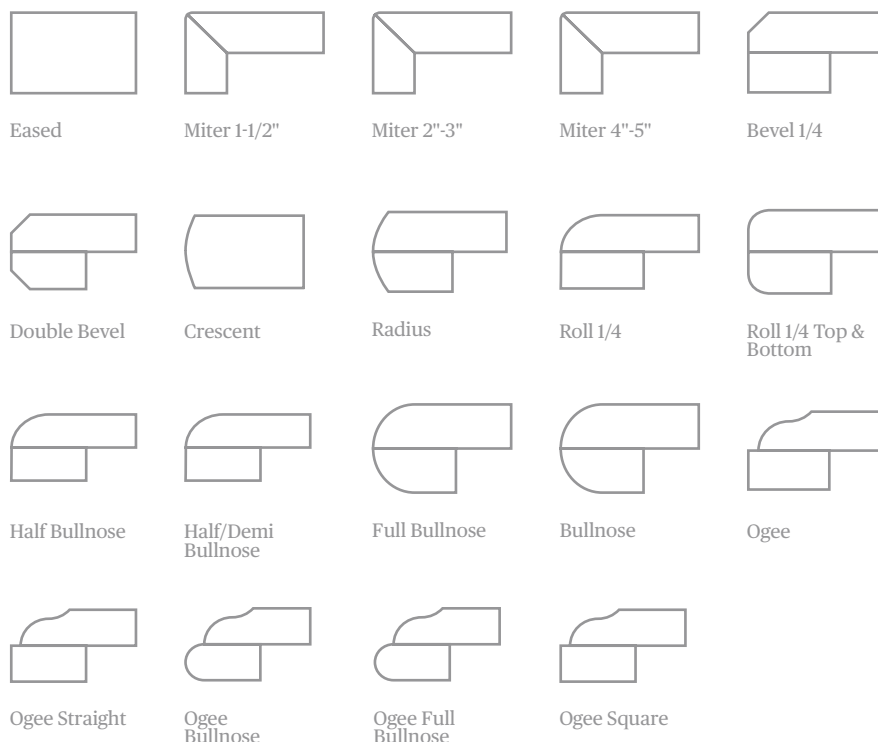 Eased
Miter 1-1/2"
Miter 2"-3"
Miter 4"-5"
Bevel 1/4
Double Bevel
Crescent
Radius
Roll 1/4
Roll 1/4 Top &
Bottom
Half Bullnose
Half/Demi
Bullnose
Full Bullnose
Bullnose
Ogee
Ogee Straight
Ogee
Bullnose
Ogee Full
Bullnose
Ogee Square